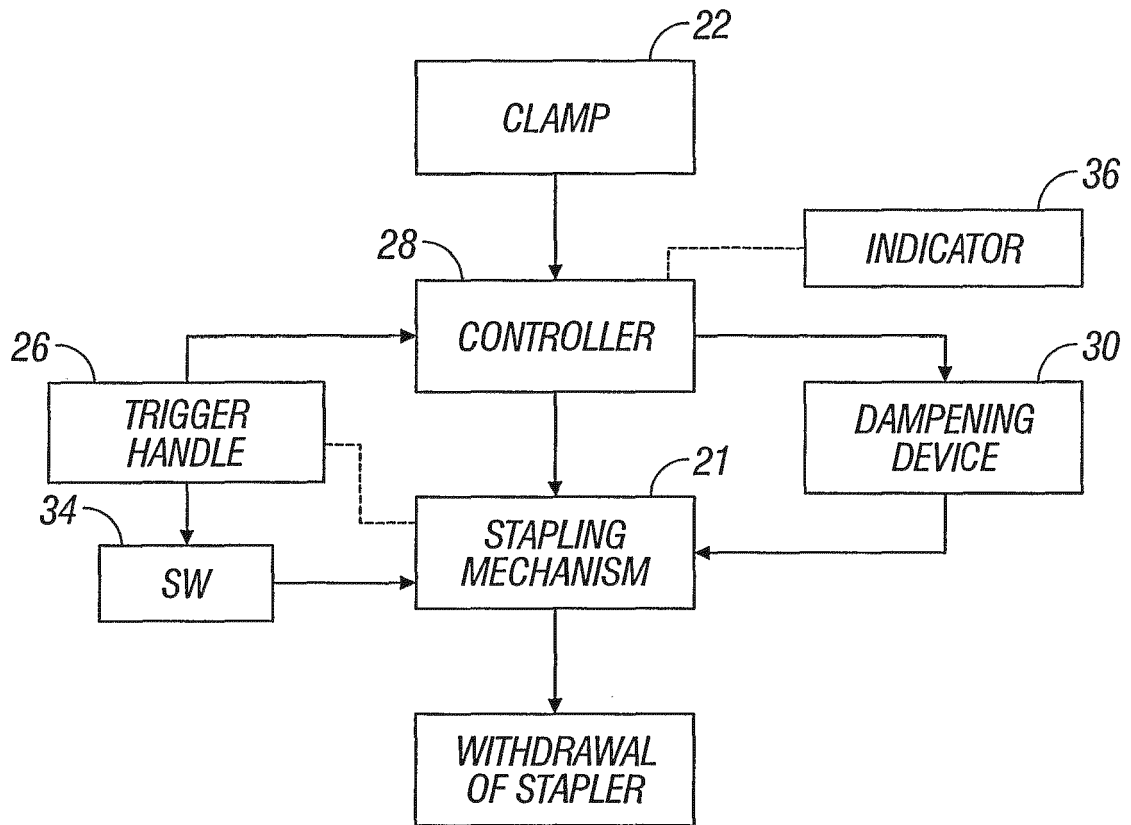 22
CLAMP
36
INDICATOR
28
CONTROLLER
26
TRIGGER
HANDLE
30
DAMPENING
DEVICE
21
STAPLING
MECHANISM
34
SW
WITHDRAWAL
OF STAPLER